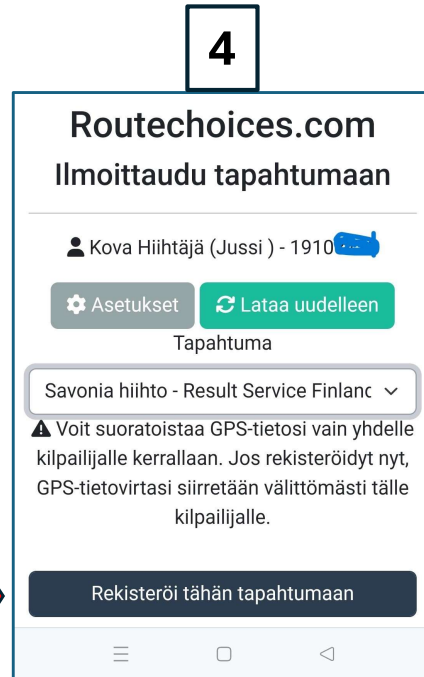 4
Routechoices.com
Ilmoittaudu tapahtumaan
Kova Hiihtäjä (Jussi ) - 1910
Asetukset
Lataa uudelleen
Tapahtuma
Savonia hiihto - Result Service Finland
Voit suoratoistaa GPS-tietosi vain yhdelle
kilpailijalle kerrallaan. Jos rekisteröidyt nyt,
GPS-tietovirtasi siirretään välittömästi tälle
kilpailijalle.
Rekisteröi tähän tapahtumaan